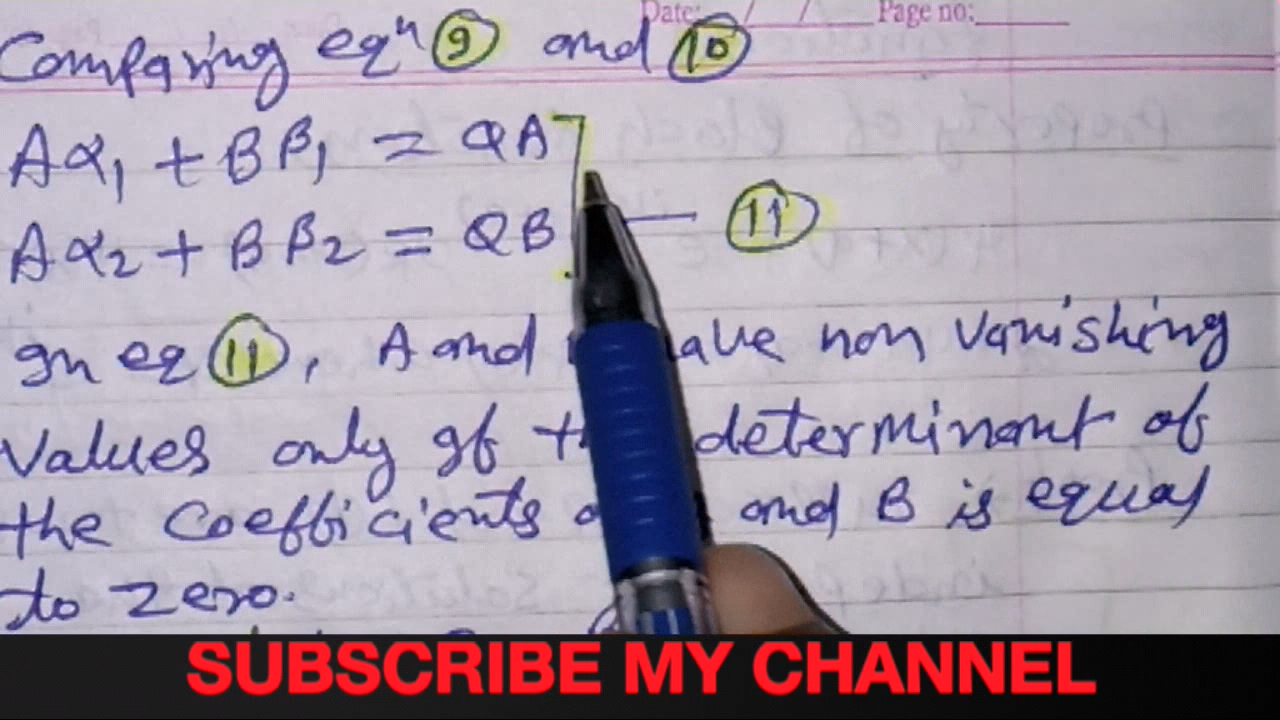 Date: / / Page no:
Comparing eqⁿ 9 and 10
Aα₁ + Bβ₁ = QA
Aα₂ + Bβ₂ = QB — 11
In eq 11, A and have non vanishing
values only If the determinant of
the coefficients and B is equal
to zero.
SUBSCRIBE MY CHANNEL